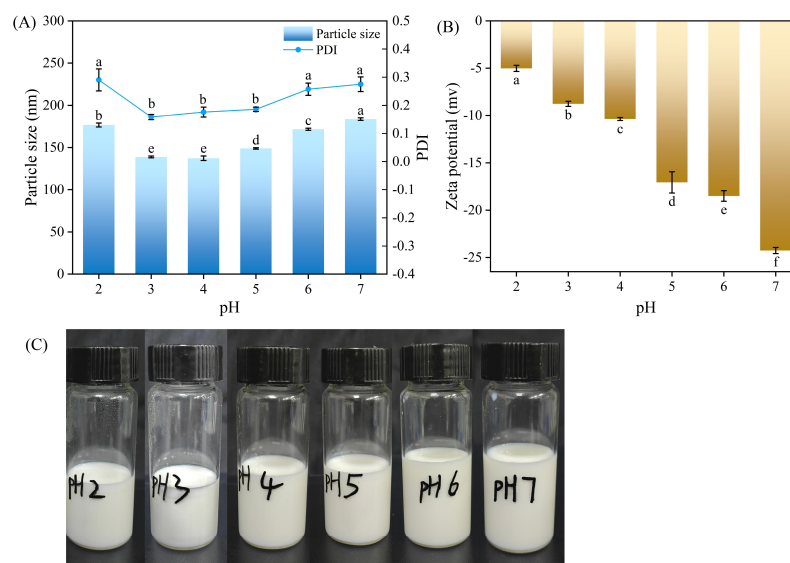 (A)
300
250
200
150
100
50
0
Particle size (nm)
0.5
0.4
0.3
0.2
0.1
0.0
-0.1
-0.2
-0.3
-0.4
PDI
Particle size
PDI
a b b b a a
b e e d c a
2 3 4 5 6 7
pH
(B)
0
-5
-10
-15
-20
-25
Zeta potential (mv)
a
b
c
d
e
f
2 3 4 5 6 7
pH
(C)
pH2 pH3 pH 4 pH5 pH6 pH7